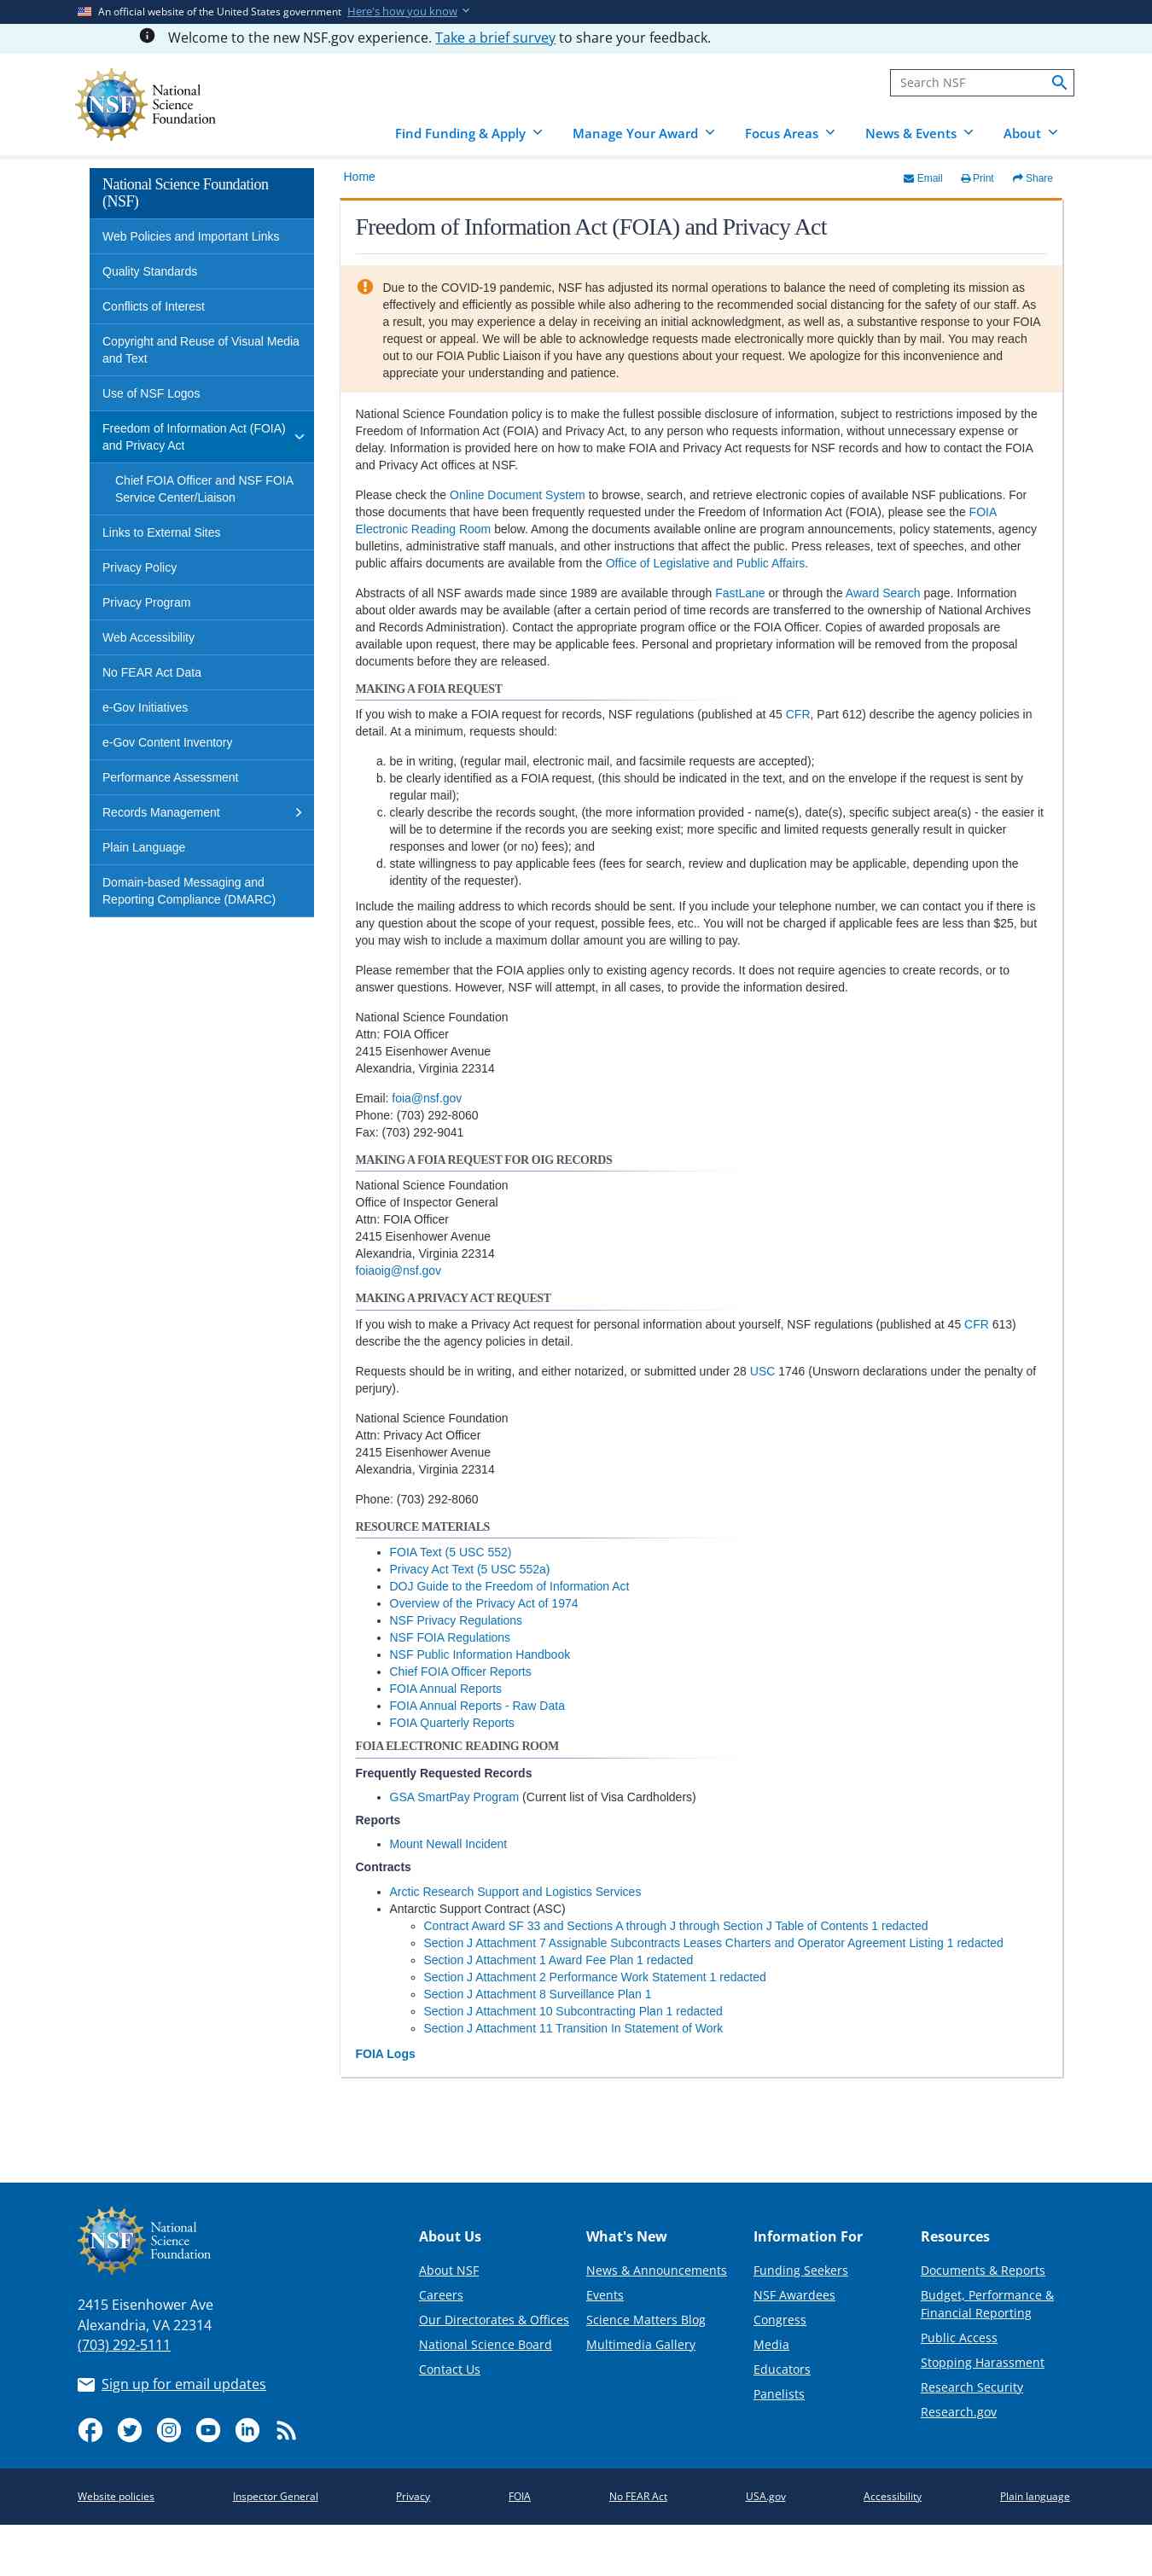 An official website of the United States government Here's how you know
Welcome to the new NSF.gov experience. Take a brief survey to share your feedback.
NSF
National
Science
Foundation
Search NSF
Find Funding & Apply
Manage Your Award
Focus Areas
News & Events
About
National Science Foundation
(NSF)
Web Policies and Important Links
Quality Standards
Conflicts of Interest
Copyright and Reuse of Visual Media
and Text
Use of NSF Logos
Freedom of Information Act (FOIA)
and Privacy Act
Chief FOIA Officer and NSF FOIA
Service Center/Liaison
Links to External Sites
Privacy Policy
Privacy Program
Web Accessibility
No FEAR Act Data
e-Gov Initiatives
e-Gov Content Inventory
Performance Assessment
Records Management
Plain Language
Domain-based Messaging and
Reporting Compliance (DMARC)
Home
Email
Print
Share
Freedom of Information Act (FOIA) and Privacy Act
Due to the COVID-19 pandemic, NSF has adjusted its normal operations to balance the need of completing its mission as
effectively and efficiently as possible while also adhering to the recommended social distancing for the safety of our staff. As
a result, you may experience a delay in receiving an initial acknowledgment, as well as, a substantive response to your FOIA
request or appeal. We will be able to acknowledge requests made electronically more quickly than by mail. You may reach
out to our FOIA Public Liaison if you have any questions about your request. We apologize for this inconvenience and
appreciate your understanding and patience.
National Science Foundation policy is to make the fullest possible disclosure of information, subject to restrictions imposed by the
Freedom of Information Act (FOIA) and Privacy Act, to any person who requests information, without unnecessary expense or
delay. Information is provided here on how to make FOIA and Privacy Act requests for NSF records and how to contact the FOIA
and Privacy Act offices at NSF.
Please check the Online Document System to browse, search, and retrieve electronic copies of available NSF publications. For
those documents that have been frequently requested under the Freedom of Information Act (FOIA), please see the FOIA
Electronic Reading Room below. Among the documents available online are program announcements, policy statements, agency
bulletins, administrative staff manuals, and other instructions that affect the public. Press releases, text of speeches, and other
public affairs documents are available from the Office of Legislative and Public Affairs.
Abstracts of all NSF awards made since 1989 are available through FastLane or through the Award Search page. Information
about older awards may be available (after a certain period of time records are transferred to the ownership of National Archives
and Records Administration). Contact the appropriate program office or the FOIA Officer. Copies of awarded proposals are
available upon request, there may be applicable fees. Personal and proprietary information will be removed from the proposal
documents before they are released.
MAKING A FOIA REQUEST
If you wish to make a FOIA request for records, NSF regulations (published at 45 CFR, Part 612) describe the agency policies in
detail. At a minimum, requests should:
a. be in writing, (regular mail, electronic mail, and facsimile requests are accepted);
b. be clearly identified as a FOIA request, (this should be indicated in the text, and on the envelope if the request is sent by
regular mail);
c. clearly describe the records sought, (the more information provided - name(s), date(s), specific subject area(s) - the easier it
will be to determine if the records you are seeking exist; more specific and limited requests generally result in quicker
responses and lower (or no) fees); and
d. state willingness to pay applicable fees (fees for search, review and duplication may be applicable, depending upon the
identity of the requester).
Include the mailing address to which records should be sent. If you include your telephone number, we can contact you if there is
any question about the scope of your request, possible fees, etc.. You will not be charged if applicable fees are less than $25, but
you may wish to include a maximum dollar amount you are willing to pay.
Please remember that the FOIA applies only to existing agency records. It does not require agencies to create records, or to
answer questions. However, NSF will attempt, in all cases, to provide the information desired.
National Science Foundation
Attn: FOIA Officer
2415 Eisenhower Avenue
Alexandria, Virginia 22314
Email: foia@nsf.gov
Phone: (703) 292-8060
Fax: (703) 292-9041
MAKING A FOIA REQUEST FOR OIG RECORDS
National Science Foundation
Office of Inspector General
Attn: FOIA Officer
2415 Eisenhower Avenue
Alexandria, Virginia 22314
foiaoig@nsf.gov
MAKING A PRIVACY ACT REQUEST
If you wish to make a Privacy Act request for personal information about yourself, NSF regulations (published at 45 CFR 613)
describe the the agency policies in detail.
Requests should be in writing, and either notarized, or submitted under 28 USC 1746 (Unsworn declarations under the penalty of
perjury).
National Science Foundation
Attn: Privacy Act Officer
2415 Eisenhower Avenue
Alexandria, Virginia 22314
Phone: (703) 292-8060
RESOURCE MATERIALS
FOIA Text (5 USC 552)
Privacy Act Text (5 USC 552a)
DOJ Guide to the Freedom of Information Act
Overview of the Privacy Act of 1974
NSF Privacy Regulations
NSF FOIA Regulations
NSF Public Information Handbook
Chief FOIA Officer Reports
FOIA Annual Reports
FOIA Annual Reports - Raw Data
FOIA Quarterly Reports
FOIA ELECTRONIC READING ROOM
Frequently Requested Records
GSA SmartPay Program (Current list of Visa Cardholders)
Reports
Mount Newall Incident
Contracts
Arctic Research Support and Logistics Services
Antarctic Support Contract (ASC)
Contract Award SF 33 and Sections A through J through Section J Table of Contents 1 redacted
Section J Attachment 7 Assignable Subcontracts Leases Charters and Operator Agreement Listing 1 redacted
Section J Attachment 1 Award Fee Plan 1 redacted
Section J Attachment 2 Performance Work Statement 1 redacted
Section J Attachment 8 Surveillance Plan 1
Section J Attachment 10 Subcontracting Plan 1 redacted
Section J Attachment 11 Transition In Statement of Work
FOIA Logs
NSF
National
Science
Foundation
2415 Eisenhower Ave
Alexandria, VA 22314
(703) 292-5111
Sign up for email updates
About Us
About NSF
Careers
Our Directorates & Offices
National Science Board
Contact Us
What's New
News & Announcements
Events
Science Matters Blog
Multimedia Gallery
Information For
Funding Seekers
NSF Awardees
Congress
Media
Educators
Panelists
Resources
Documents & Reports
Budget, Performance &
Financial Reporting
Public Access
Stopping Harassment
Research Security
Research.gov
Website policies
Inspector General
Privacy
FOIA
No FEAR Act
USA.gov
Accessibility
Plain language